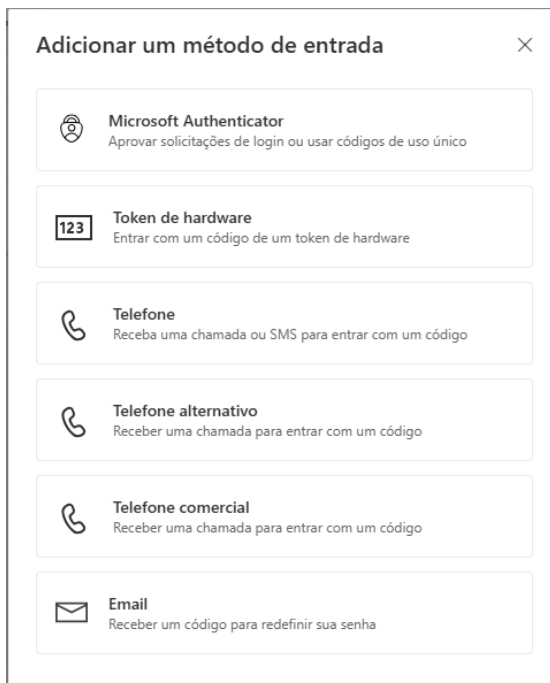 Adicionar um método de entrada
Microsoft Authenticator
Aprovar solicitações de login ou usar códigos de uso único
123
Token de hardware
Entrar com um código de um token de hardware
Telefone
Receba uma chamada ou SMS para entrar com um código
Telefone alternativo
Receber uma chamada para entrar com um código
Telefone comercial
Receber uma chamada para entrar com um código
Email
Receber um código para redefinir sua senha